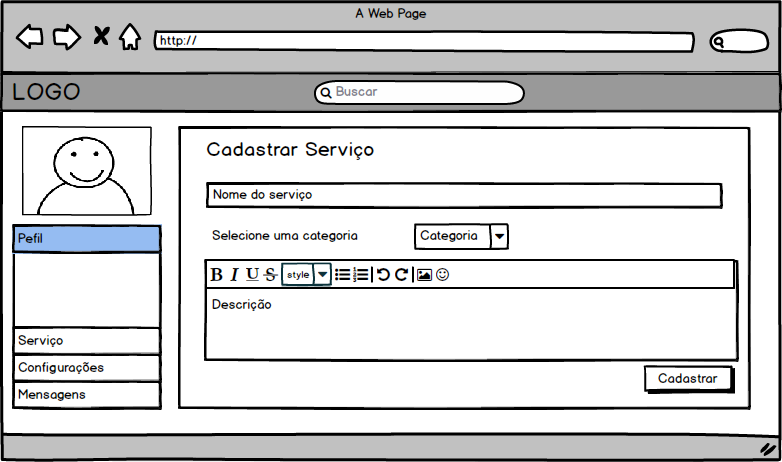 A Web Page
http://
LOGO
Buscar
Cadastrar Serviço
Nome do serviço
Selecione uma categoria
Categoria
B I U S style
Descrição
Cadastrar
Pefil
Serviço
Configurações
Mensagens